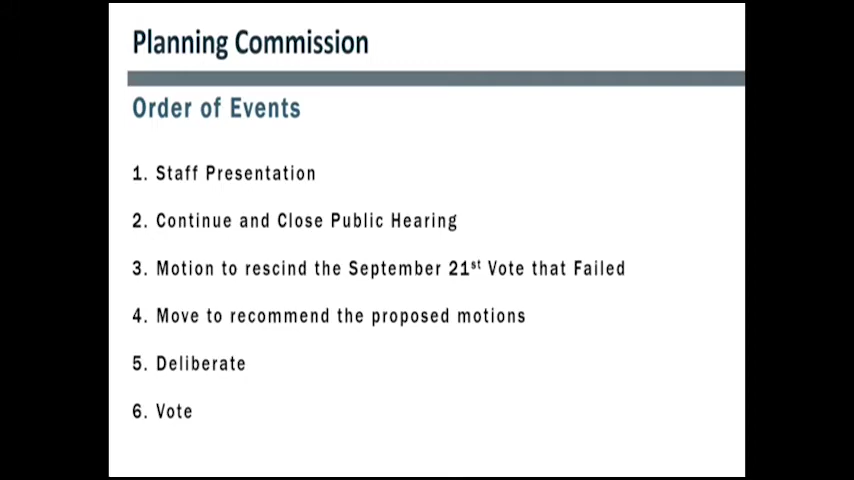 Planning Commission
Order of Events
1. Staff Presentation
2. Continue and Close Public Hearing
3. Motion to rescind the September 21st Vote that Failed
4. Move to recommend the proposed motions
5. Deliberate
6. Vote